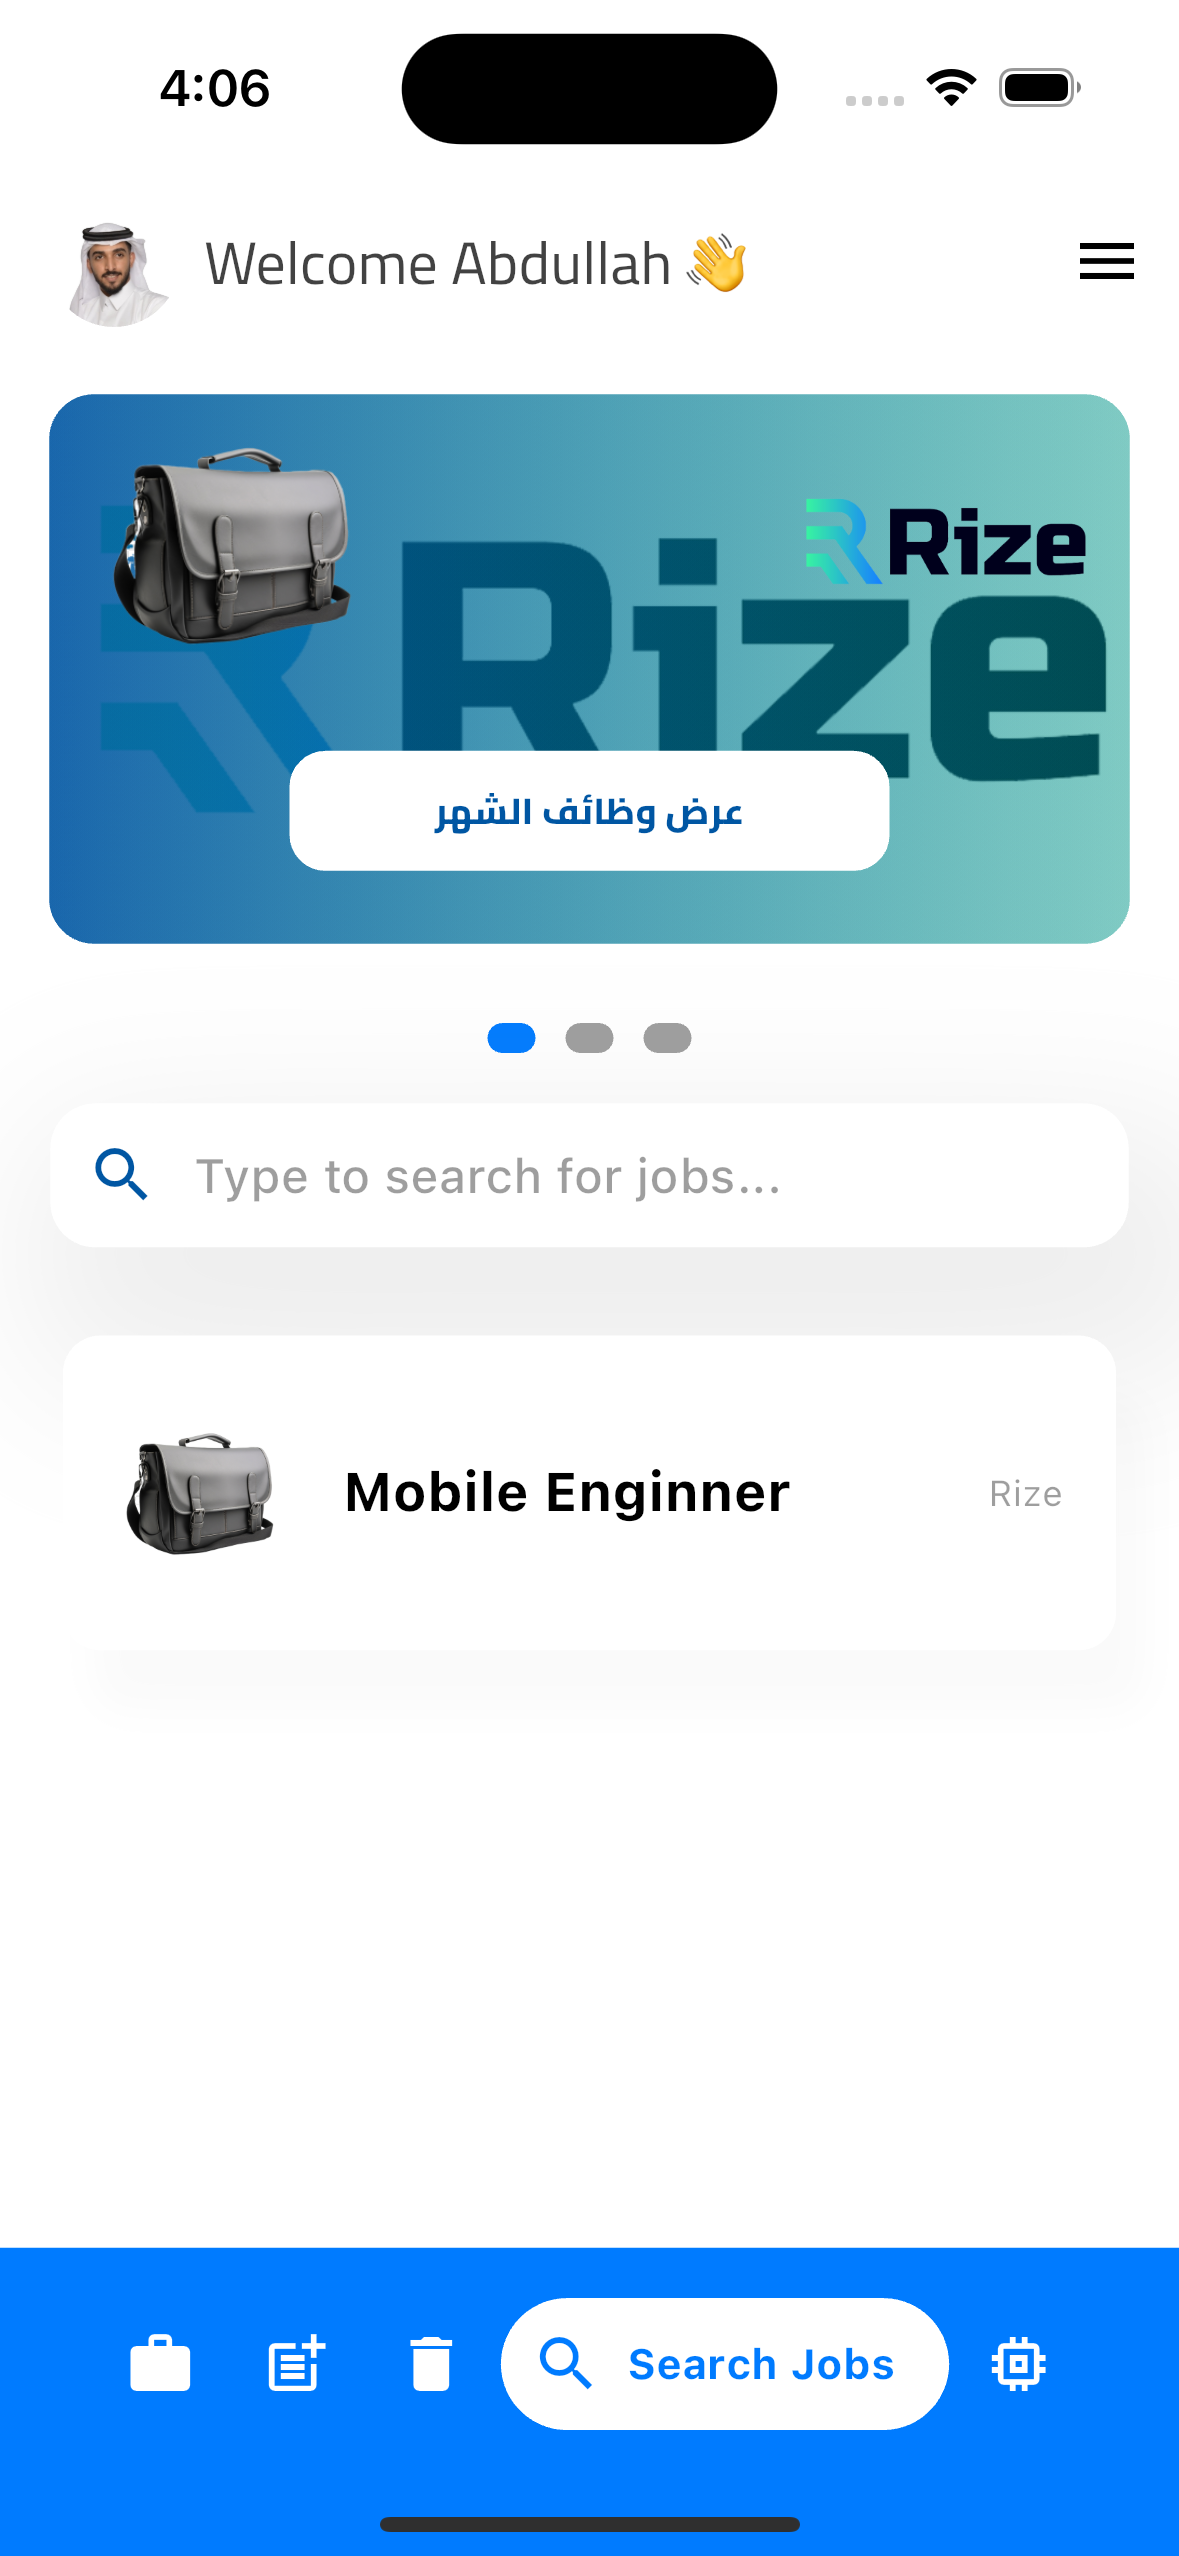 4:06
Welcome Abdullah 👋
Rize
Rize
عرض وظائف الشهر
Type to search for jobs...
Mobile Enginner
Rize
Search Jobs